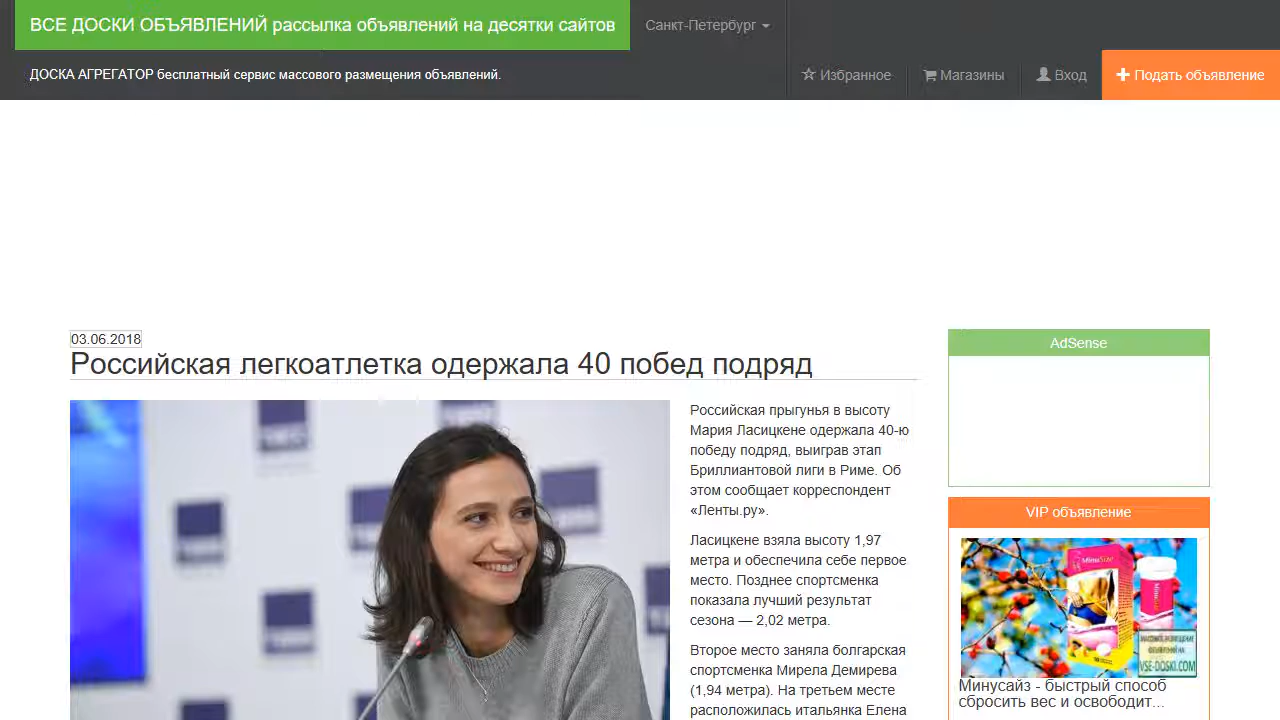 ВСЕ ДОСКИ ОБЪЯВЛЕНИЙ рассылка объявлений на десятки сайтов
Санкт-Петербург
ДОСКА АГРЕГАТОР бесплатный сервис массового размещения объявлений.
Избранное
Магазины
Вход
Подать объявление
03.06.2018
Российская легкоатлетка одержала 40 побед подряд
Российская прыгунья в высоту
Мария Ласицкене одержала 40-ю
победу подряд, выиграв этап
Бриллиантовой лиги в Риме. Об
этом сообщает корреспондент
«Ленты.ру».
Ласицкене взяла высоту 1,97
метра и обеспечила себе первое
место. Позднее спортсменка
показала лучший результат
сезона — 2,02 метра.
Второе место заняла болгарская
спортсменка Мирела Демирева
(1,94 метра). На третьем месте
расположилась итальянка Елена
AdSense
VIP объявление
МАССОВОЕ РАЗМЕЩЕНИЕ
ОБЪЯВЛЕНИЙ НА
VSE-DOSKI.COM
Минусайз - быстрый способ
сбросить вес и освободит...